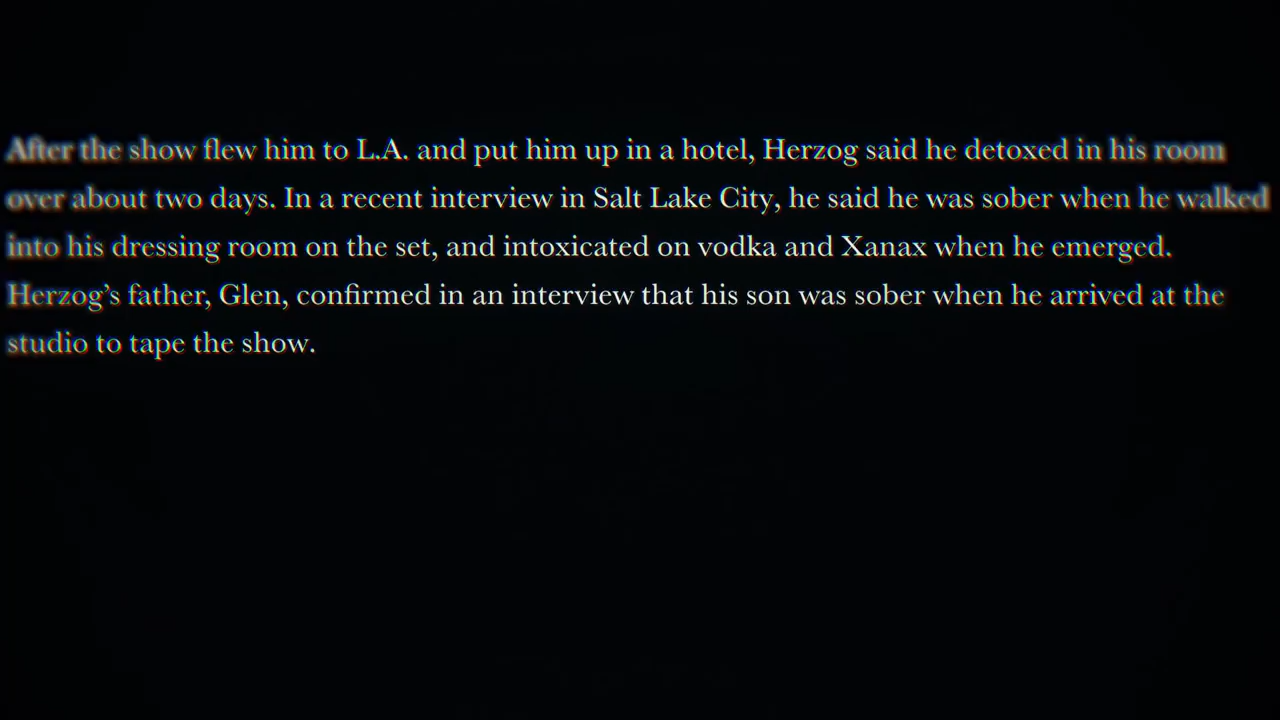 After the show flew him to L.A. and put him up in a hotel, Herzog said he detoxed in his room
over about two days. In a recent interview in Salt Lake City, he said he was sober when he walked
into his dressing room on the set, and intoxicated on vodka and Xanax when he emerged.
Herzog’s father, Glen, confirmed in an interview that his son was sober when he arrived at the
studio to tape the show.